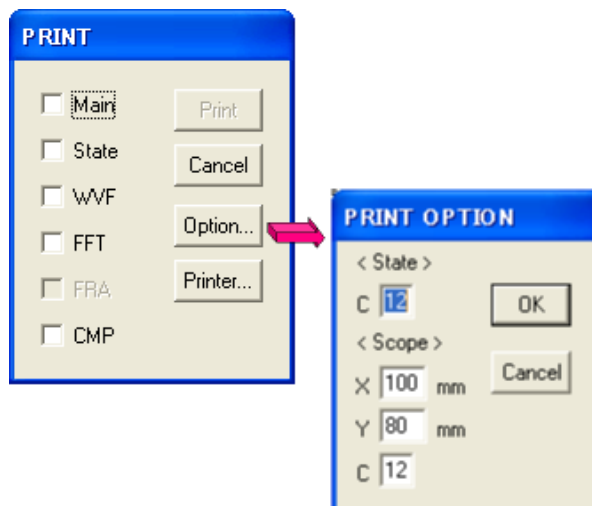 PRINT
Main
Print
State
Cancel
WVF
Option...
FFT
Printer...
FRA
CMP
PRINT OPTION
< State >
C 12
OK
< Scope >
X 100 mm
Cancel
Y 80 mm
C 12